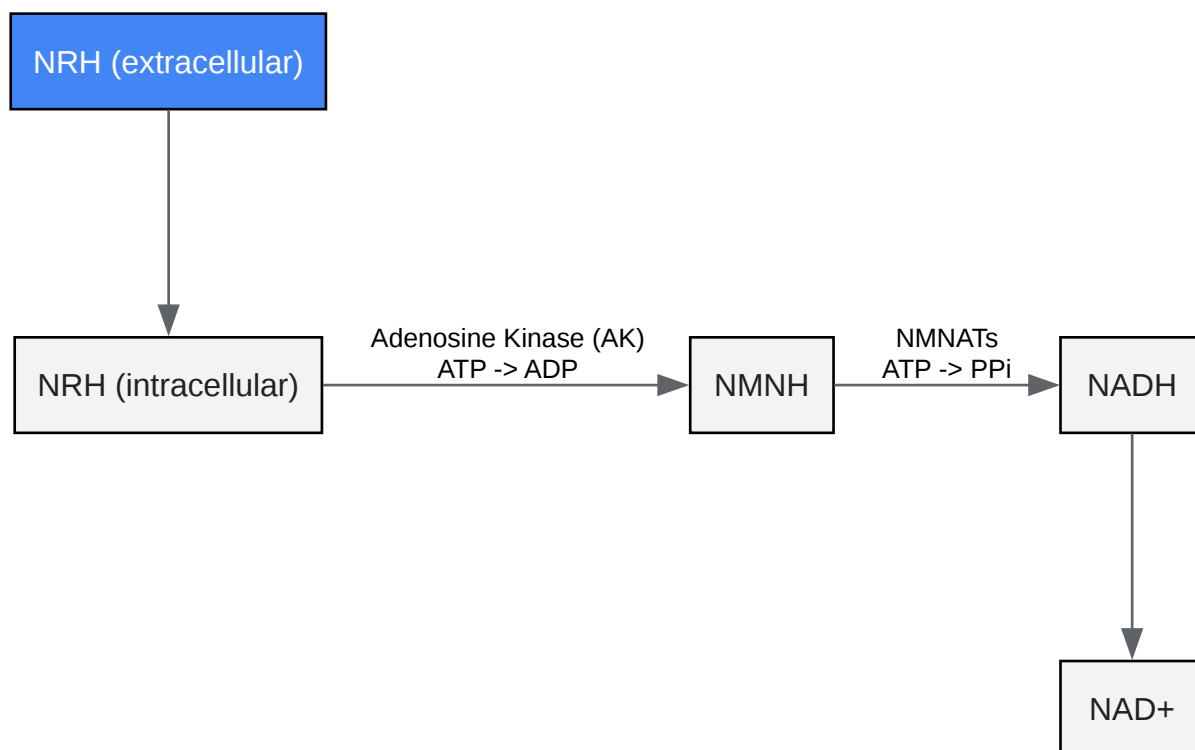 NRH (extracellular)
NRH (intracellular)
Adenosine Kinase (AK)
ATP -> ADP
NMNH
NMNATs
ATP -> PPi
NADH
NAD+